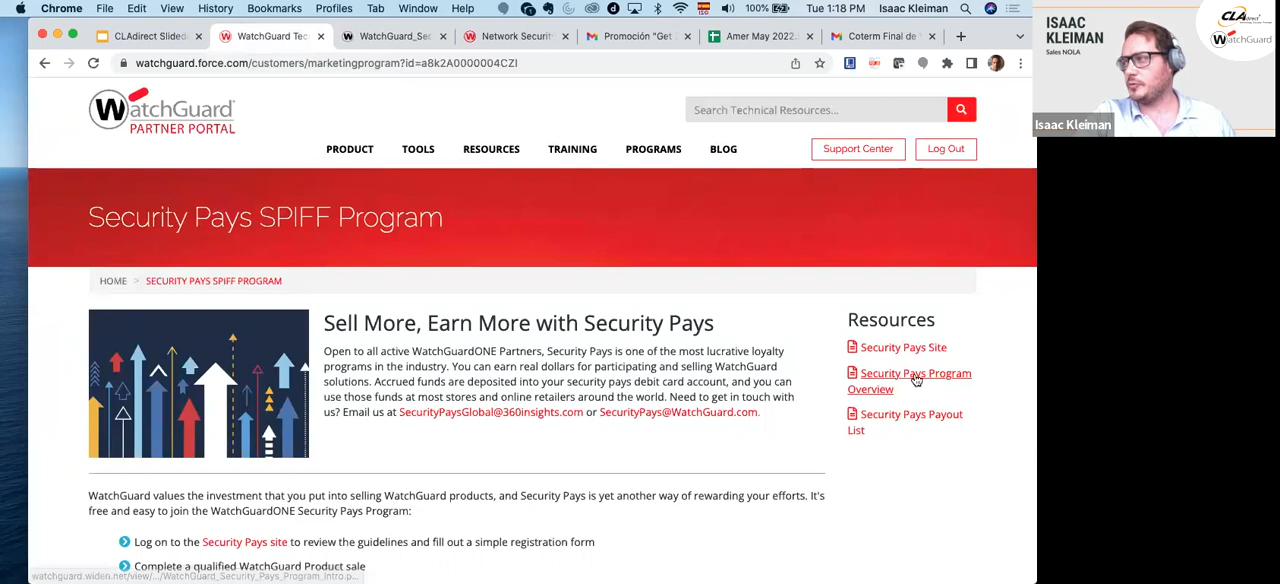 Chrome File Edit View History Bookmarks Profiles Tab Window Help 100% Tue 1:18 PM Isaac Kleiman
CLAdirect Slidedec WatchGuard Tec WatchGuard_Sec Network Securit Promoción "Get Amer May 2022. Coterm Final de
watchguard.force.com/customers/marketingprogram?id=a8k2A0000004CZI
ISAAC
KLEIMAN
Sales NOLA
CLAdirect
WatchGuard
Isaac Kleiman
WatchGuard
PARTNER PORTAL
Search Technical Resources...
PRODUCT TOOLS RESOURCES TRAINING PROGRAMS BLOG Support Center Log Out
Security Pays SPIFF Program
HOME > SECURITY PAYS SPIFF PROGRAM
Sell More, Earn More with Security Pays
Open to all active WatchGuardONE Partners, Security Pays is one of the most lucrative loyalty
programs in the industry. You can earn real dollars for participating and selling WatchGuard
solutions. Accrued funds are deposited into your security pays debit card account, and you can
use those funds at most stores and online retailers around the world. Need to get in touch with
us? Email us at SecurityPaysGlobal@360insights.com or SecurityPays@WatchGuard.com.
Resources
Security Pays Site
Security Pays Program
Overview
Security Pays Payout
List
WatchGuard values the investment that you put into selling WatchGuard products, and Security Pays is yet another way of rewarding your efforts. It's
free and easy to join the WatchGuardONE Security Pays Program:
Log on to the Security Pays site to review the guidelines and fill out a simple registration form
Complete a qualified WatchGuard Product sale
watchguard.widen.net/view/.../WatchGuard_Security_Pays_Program_Intro.p...